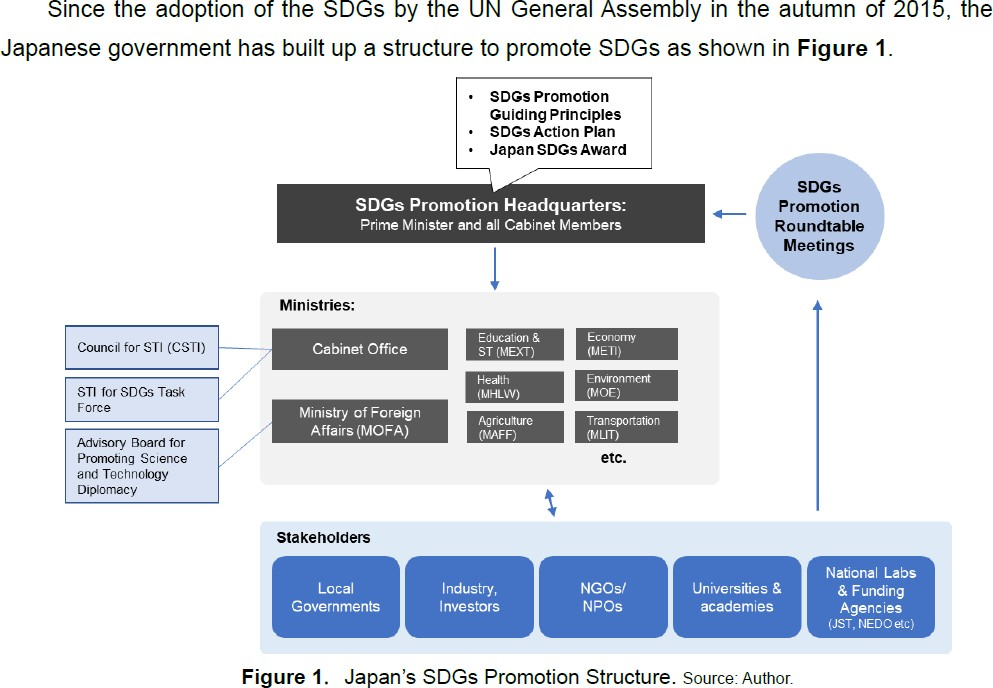 Since the adoption of the SDGs by the UN General Assembly in the autumn of 2015, the
Japanese government has built up a structure to promote SDGs as shown in Figure 1.
• SDGs Promotion
Guiding Principles
• SDGs Action Plan
• Japan SDGs Award
SDGs Promotion Headquarters:
Prime Minister and all Cabinet Members
SDGs
Promotion
Roundtable
Meetings
Ministries:
Council for STI (CSTI)
STI for SDGs Task
Force
Advisory Board for
Promoting Science
and Technology
Diplomacy
Cabinet Office
Ministry of Foreign
Affairs (MOFA)
Education &
ST (MEXT)
Economy
(METI)
Health
(MHLW)
Environment
(MOE)
Agriculture
(MAFF)
Transportation
(MLIT)
etc.
Stakeholders
Local
Governments
Industry,
Investors
NGOs/
NPOs
Universities &
academies
National Labs
& Funding
Agencies
(JST, NEDO etc)
Figure 1. Japan's SDGs Promotion Structure. Source: Author.